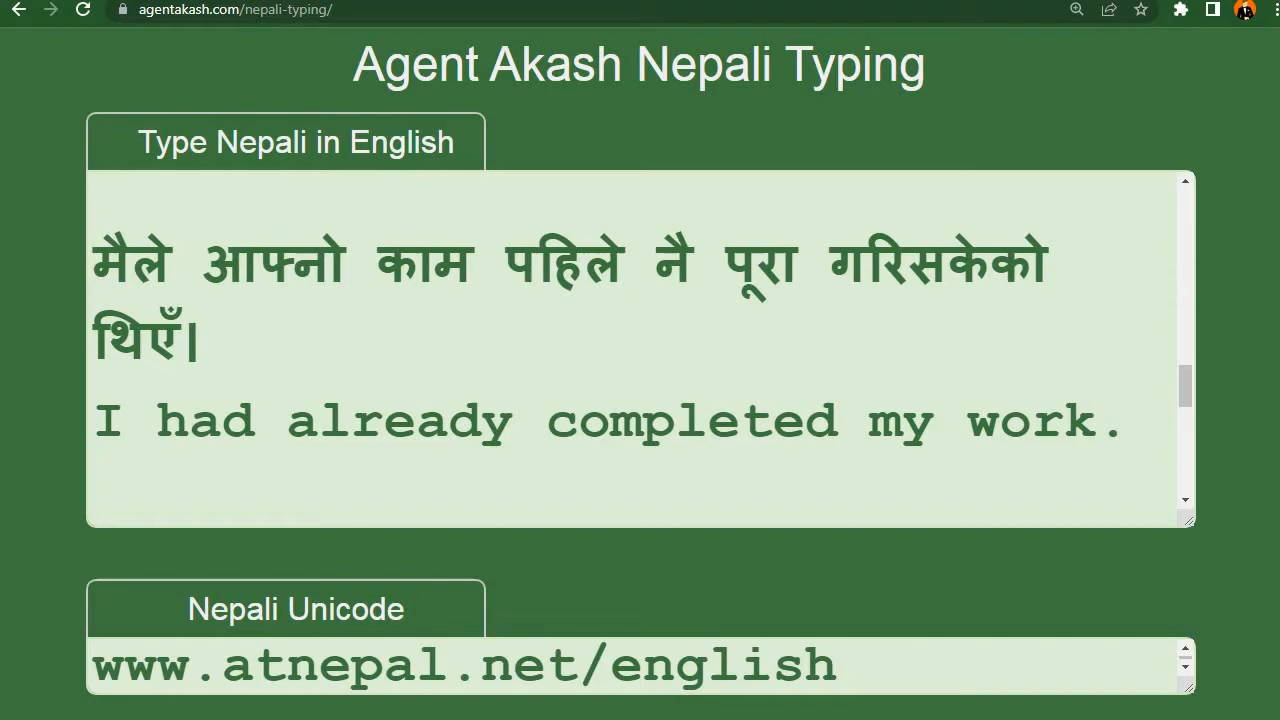 agentakash.com/nepali-typing/
Agent Akash Nepali Typing
Type Nepali in English
मैले आफ्नो काम पहिले नै पूरा गरिसकेको
थिएँ।
I had already completed my work.
Nepali Unicode
www.atnepal.net/english